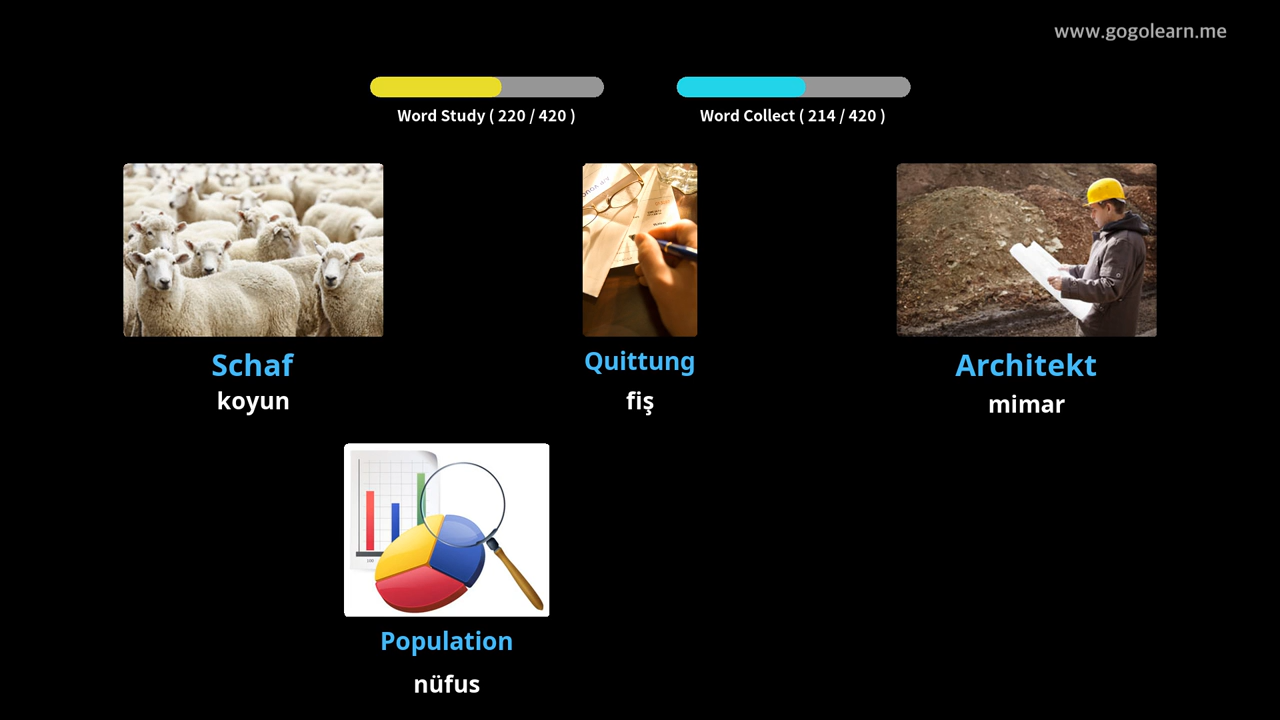 www.gogolearn.me
Word Study ( 220 / 420 )
Word Collect ( 214 / 420 )
Schaf
koyun
Quittung
fiş
Architekt
mimar
100
Population
nüfus